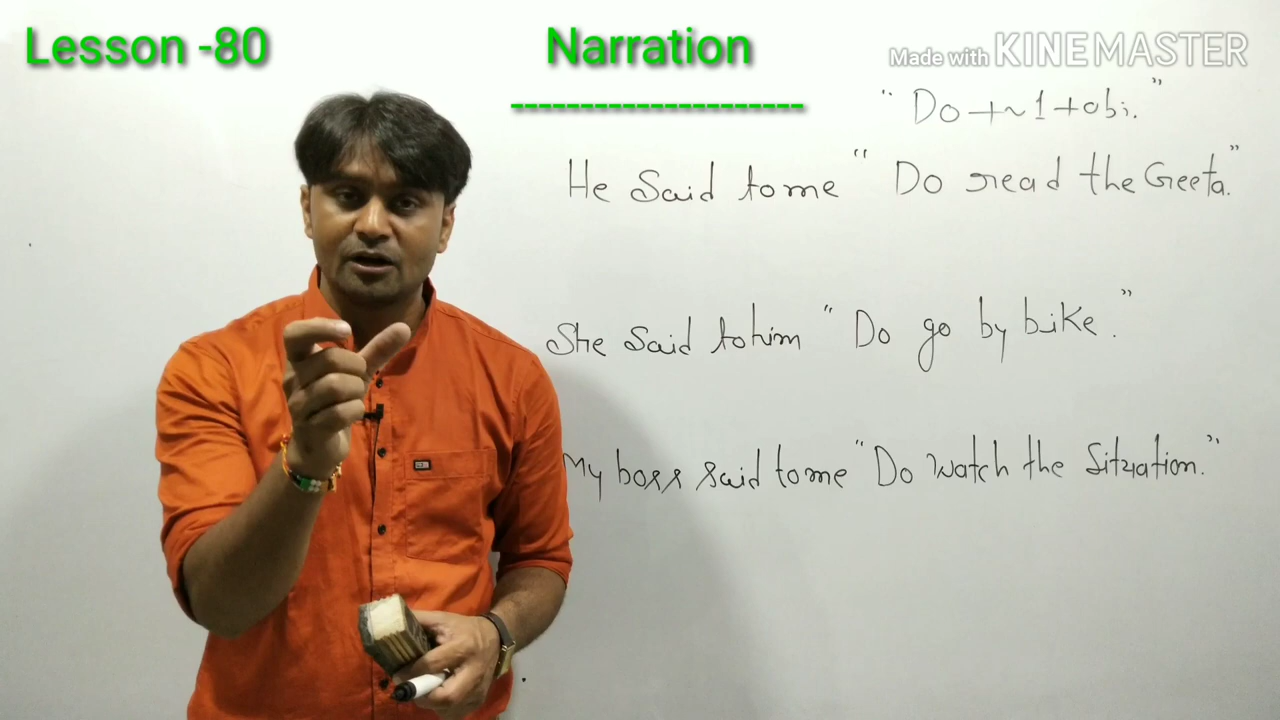 Lesson -80
Narration
Made with KINEMASTER
---------------------
" Do + v1 + obj. "
He Said to me " Do read the Geeta."
She Said to him " Do go by bike."
My boss said to me "Do watch the Situation."